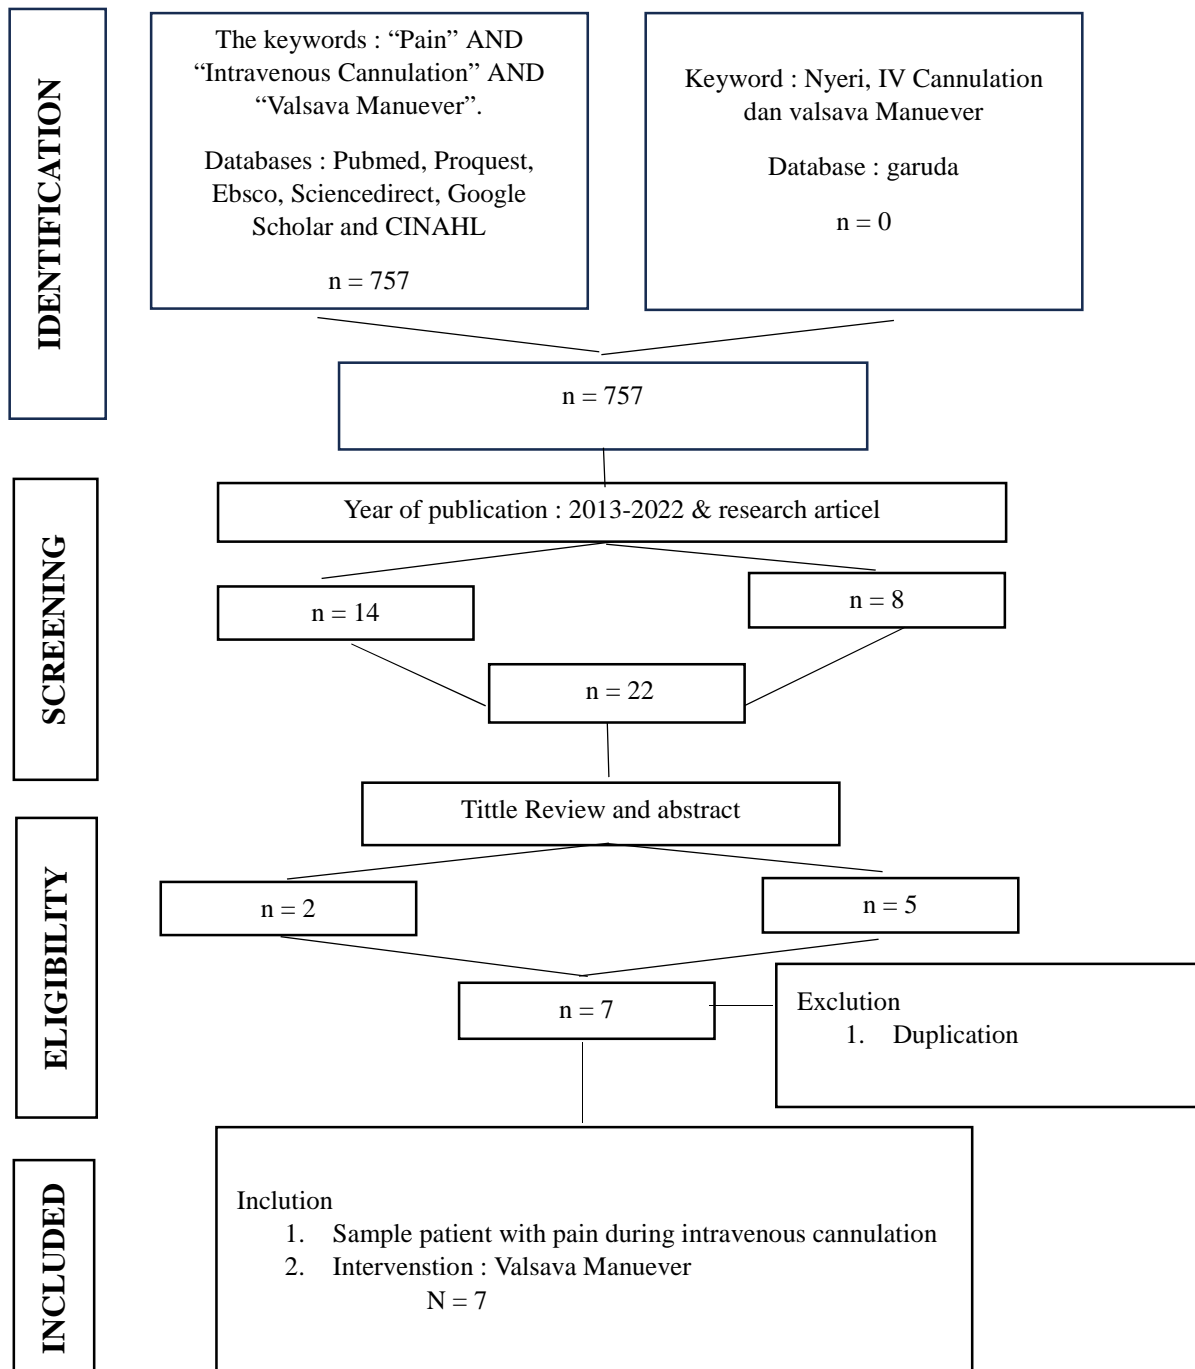 IDENTIFICATION
The keywords : “Pain” AND
“Intravenous Cannulation” AND
“Valsava Manuever”.
Databases : Pubmed, Proquest,
Ebsco, Sciencedirect, Google
Scholar and CINAHL
n = 757
Keyword : Nyeri, IV Cannulation
dan valsava Manuever
Database : garuda
n = 0
n = 757
SCREENING
Year of publication : 2013-2022 & research articel
n = 14
n = 8
n = 22
ELIGIBILITY
Tittle Review and abstract
n = 2
n = 5
n = 7
Exclution
1. Duplication
INCLUDED
Inclution
1. Sample patient with pain during intravenous cannulation
2. Intervenstion : Valsava Manuever
N = 7